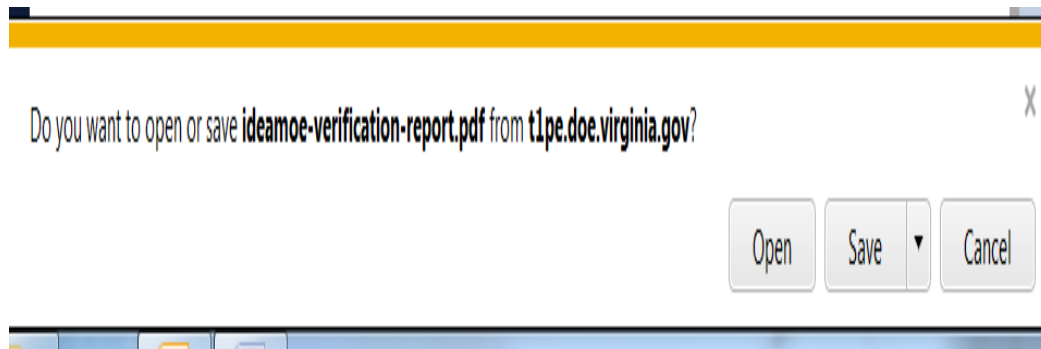 Do you want to open or save ideamoe-verification-report.pdf from t1pe.doe.virginia.gov?
Open
Save
Cancel